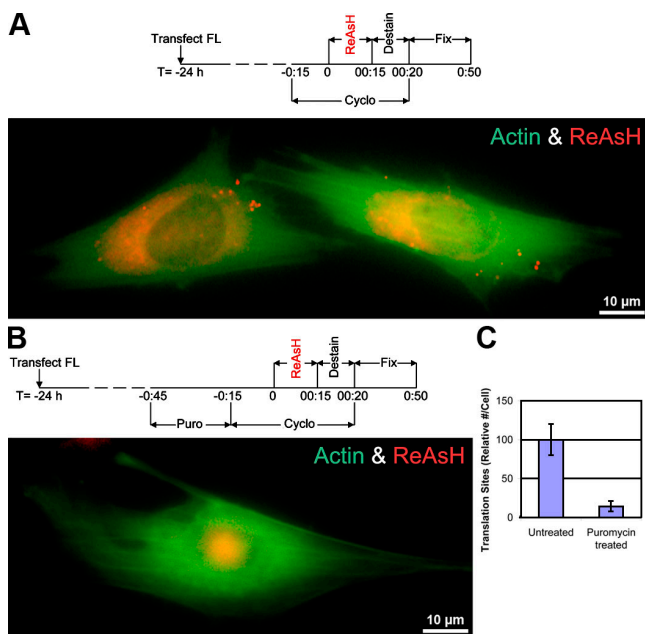 A
Transfect FL
ReAsH
Destain
Fix
T= -24 h
-0:15
0
00:15
00:20
0:50
Cyclo
Actin & ReAsH
10 µm
B
Transfect FL
ReAsH
Destain
Fix
T= -24 h
-0:45
-0:15
0
00:15
00:20
0:50
Puro
Cyclo
Actin & ReAsH
10 µm
C
Translation Sites (Relative #/Cell)
150
100
50
0
Untreated
Puromycin
treated